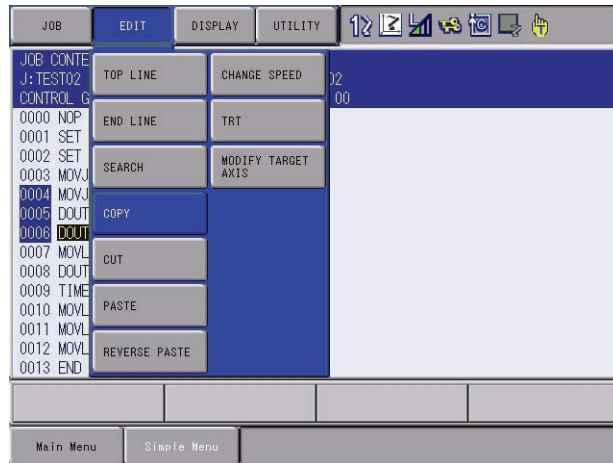 JOB EDIT DISPLAY UTILITY
JOB CONTE
J:TEST02 02
CONTROL G 00
TOP LINE CHANGE SPEED
END LINE TRT
SEARCH MODIFY TARGET AXIS
COPY
CUT
PASTE
REVERSE PASTE
0000 NOP
0001 SET
0002 SET
0003 MOVJ
0004 MOVJ
0005 DOUT
0006 DOUT
0007 MOVL
0008 DOUT
0009 TIME
0010 MOVL
0011 MOVL
0012 MOVL
0013 END
Main Menu Simple Menu